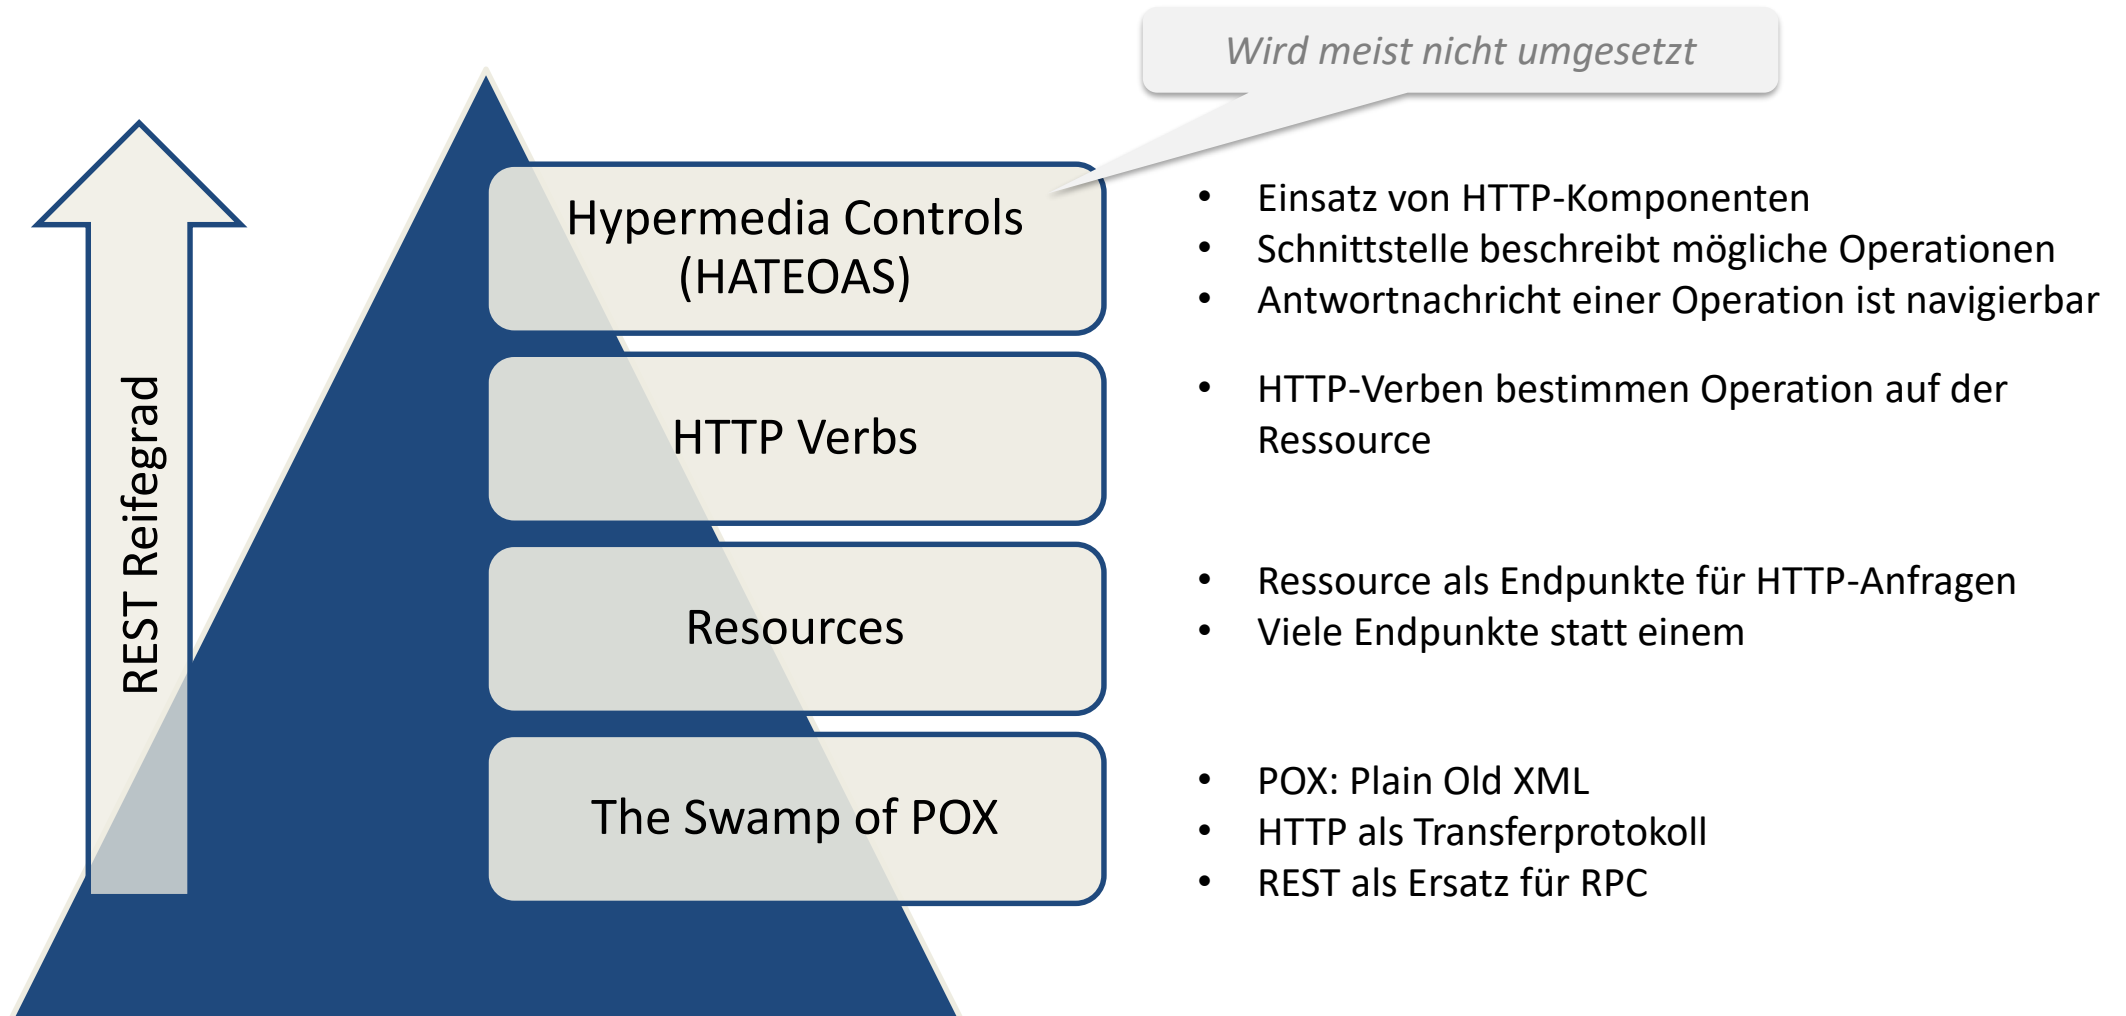 Wird meist nicht umgesetzt
REST Reifegrad
Hypermedia Controls
(HATEOAS)
• Einsatz von HTTP-Komponenten
• Schnittstelle beschreibt mögliche Operationen
• Antwortnachricht einer Operation ist navigierbar
HTTP Verbs
• HTTP-Verben bestimmen Operation auf der
Ressource
Resources
• Ressource als Endpunkte für HTTP-Anfragen
• Viele Endpunkte statt einem
The Swamp of POX
• POX: Plain Old XML
• HTTP als Transferprotokoll
• REST als Ersatz für RPC